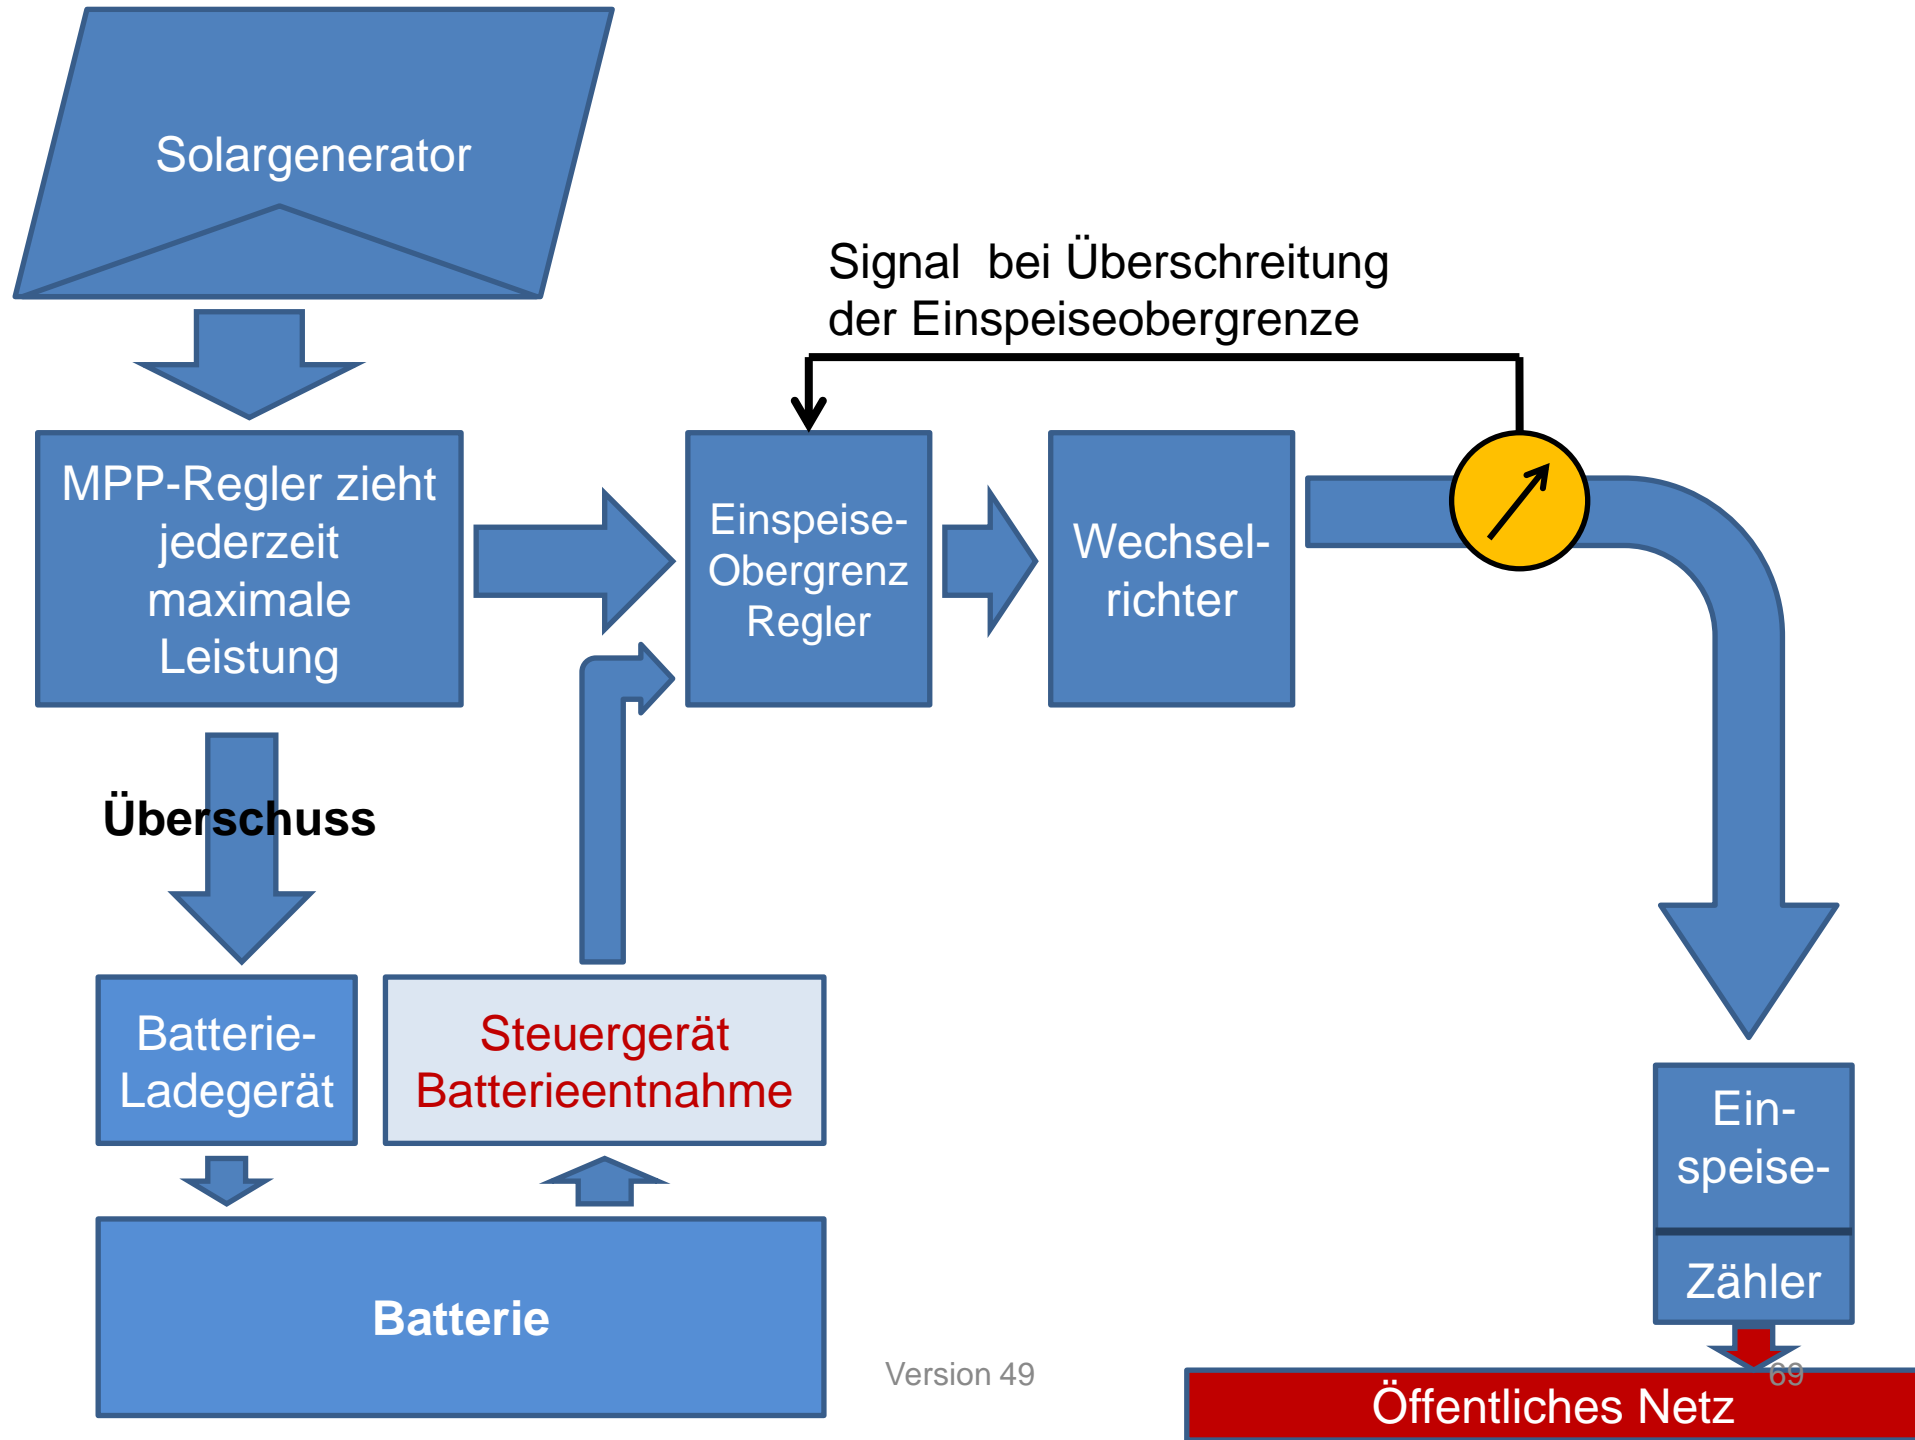 Solargenerator
Signal bei Überschreitung
der Einspeiseobergrenze
MPP-Regler zieht
jederzeit
maximale
Leistung
Einspeise-
Obergrenz
Regler
Wechsel-
richter
Überschuss
Batterie-
Ladegerät
Steuergerät
Batterieentnahme
Ein-
speise-
Zähler
Batterie
Version 49
69
Öffentliches Netz